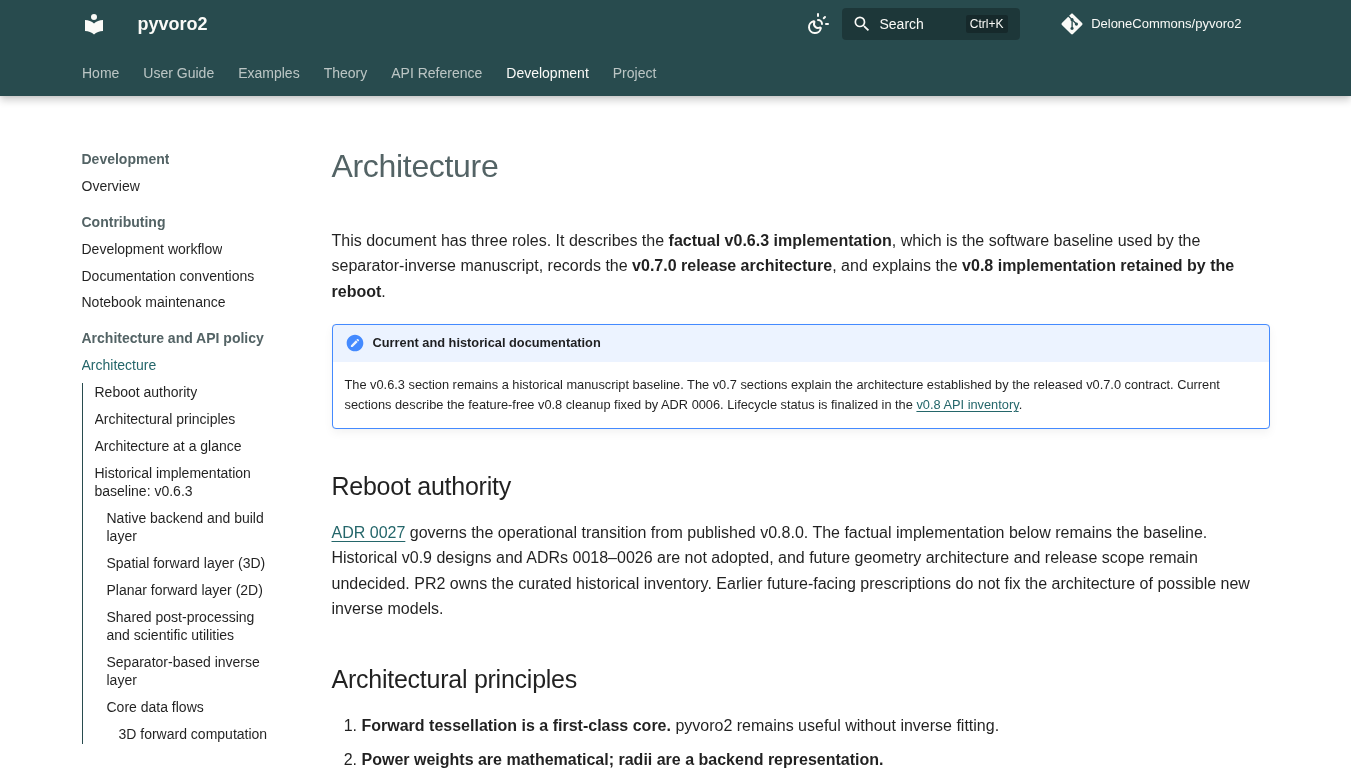 pyvoro2
Search
Ctrl+K
DeloneCommons/pyvoro2
Home
User Guide
Examples
Theory
API Reference
Development
Project
Development
Overview
Contributing
Development workflow
Documentation conventions
Notebook maintenance
Architecture and API policy
Architecture
Reboot authority
Architectural principles
Architecture at a glance
Historical implementation
baseline: v0.6.3
Native backend and build
layer
Spatial forward layer (3D)
Planar forward layer (2D)
Shared post-processing
and scientific utilities
Separator-based inverse
layer
Core data flows
3D forward computation
Architecture
This document has three roles. It describes the factual v0.6.3 implementation, which is the software baseline used by the
separator-inverse manuscript, records the v0.7.0 release architecture, and explains the v0.8 implementation retained by the
reboot.
Current and historical documentation
The v0.6.3 section remains a historical manuscript baseline. The v0.7 sections explain the architecture established by the released v0.7.0 contract. Current
sections describe the feature-free v0.8 cleanup fixed by ADR 0006. Lifecycle status is finalized in the v0.8 API inventory.
Reboot authority
ADR 0027 governs the operational transition from published v0.8.0. The factual implementation below remains the baseline.
Historical v0.9 designs and ADRs 0018–0026 are not adopted, and future geometry architecture and release scope remain
undecided. PR2 owns the curated historical inventory. Earlier future-facing prescriptions do not fix the architecture of possible new
inverse models.
Architectural principles
1. Forward tessellation is a first-class core. pyvoro2 remains useful without inverse fitting.
2. Power weights are mathematical; radii are a backend representation.